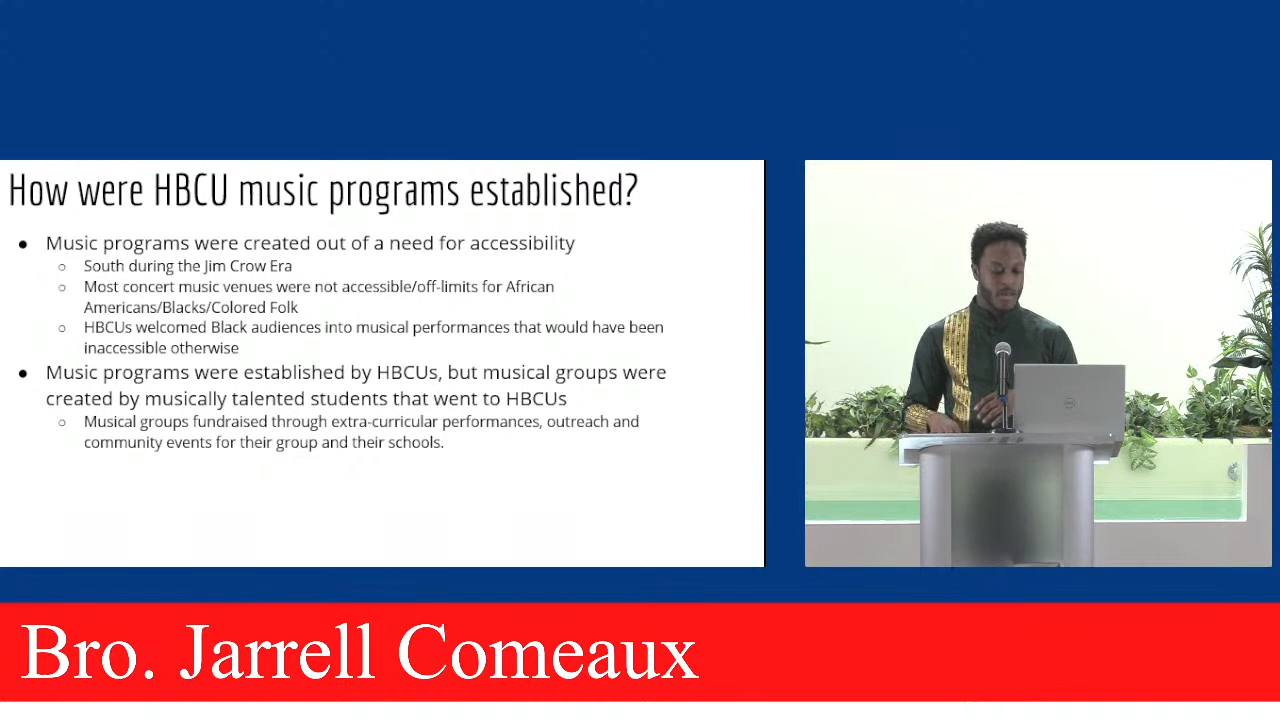 How were HBCU music programs established?
● Music programs were created out of a need for accessibility
○ South during the Jim Crow Era
○ Most concert music venues were not accessible/off-limits for African
Americans/Blacks/Colored Folk
○ HBCUs welcomed Black audiences into musical performances that would have been
inaccessible otherwise
● Music programs were established by HBCUs, but musical groups were
created by musically talented students that went to HBCUs
○ Musical groups fundraised through extra-curricular performances, outreach and
community events for their group and their schools.
Bro. Jarrell Comeaux